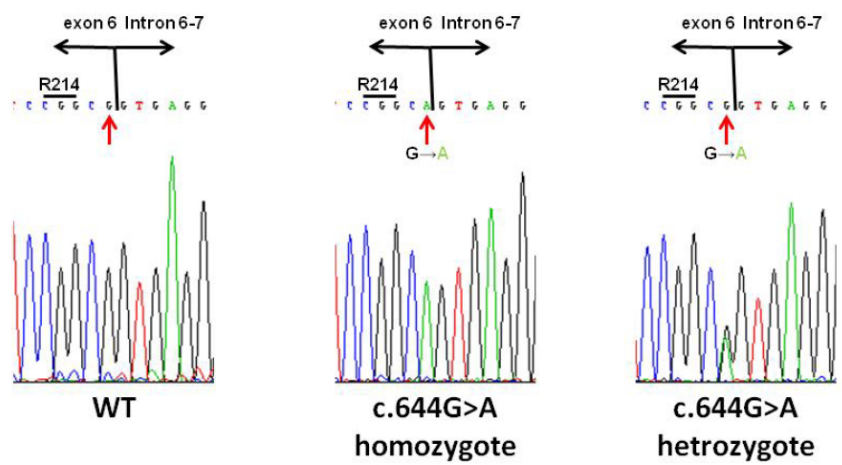 exon 6 Intron 6-7
R214
C C G G C G G T G A G G
WT
exon 6 Intron 6-7
R214
C C G G C A G T G A G G
G→A
c.644G>A
homozygote
exon 6 Intron 6-7
R214
C C G G C G G T G A G G
G→A
c.644G>A
hetrozygote